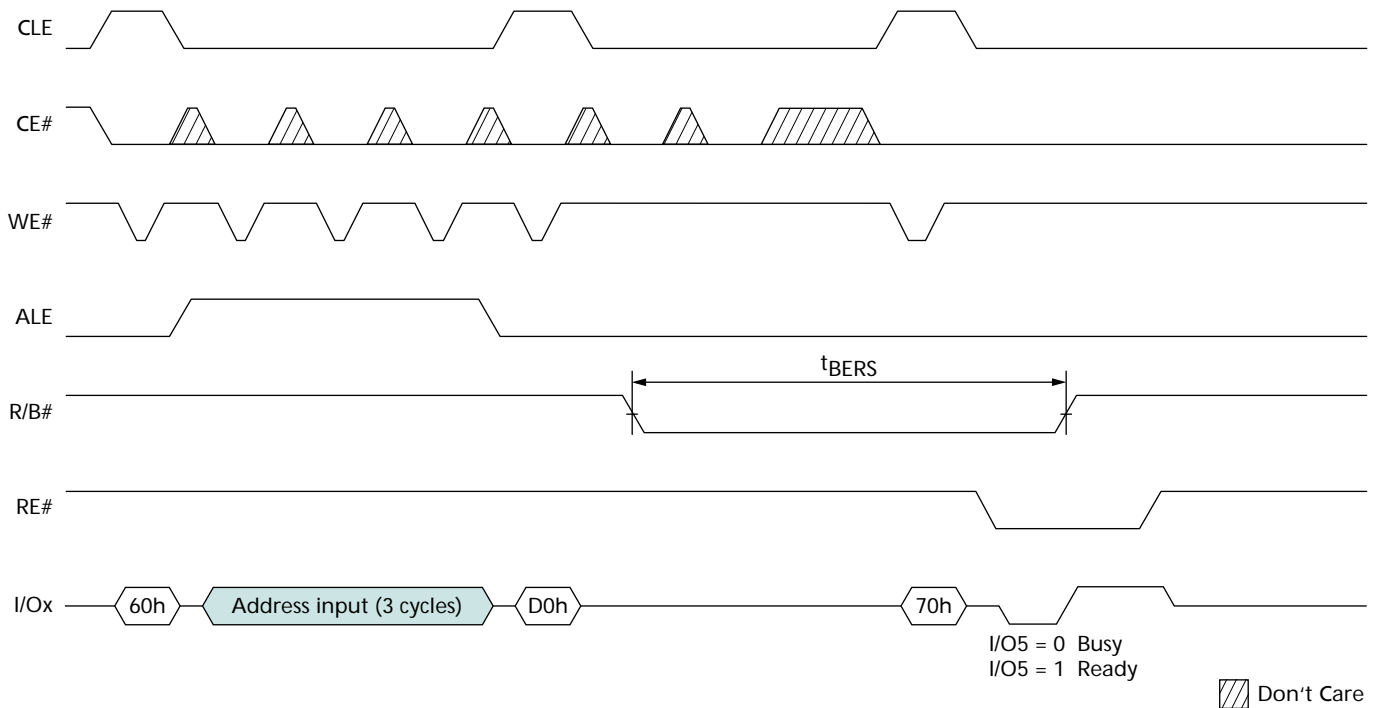 CLE
CE#
WE#
ALE
tBERS
R/B#
RE#
I/Ox
60h
Address input (3 cycles)
D0h
70h
I/O5 = 0 Busy
I/O5 = 1 Ready
Don't Care